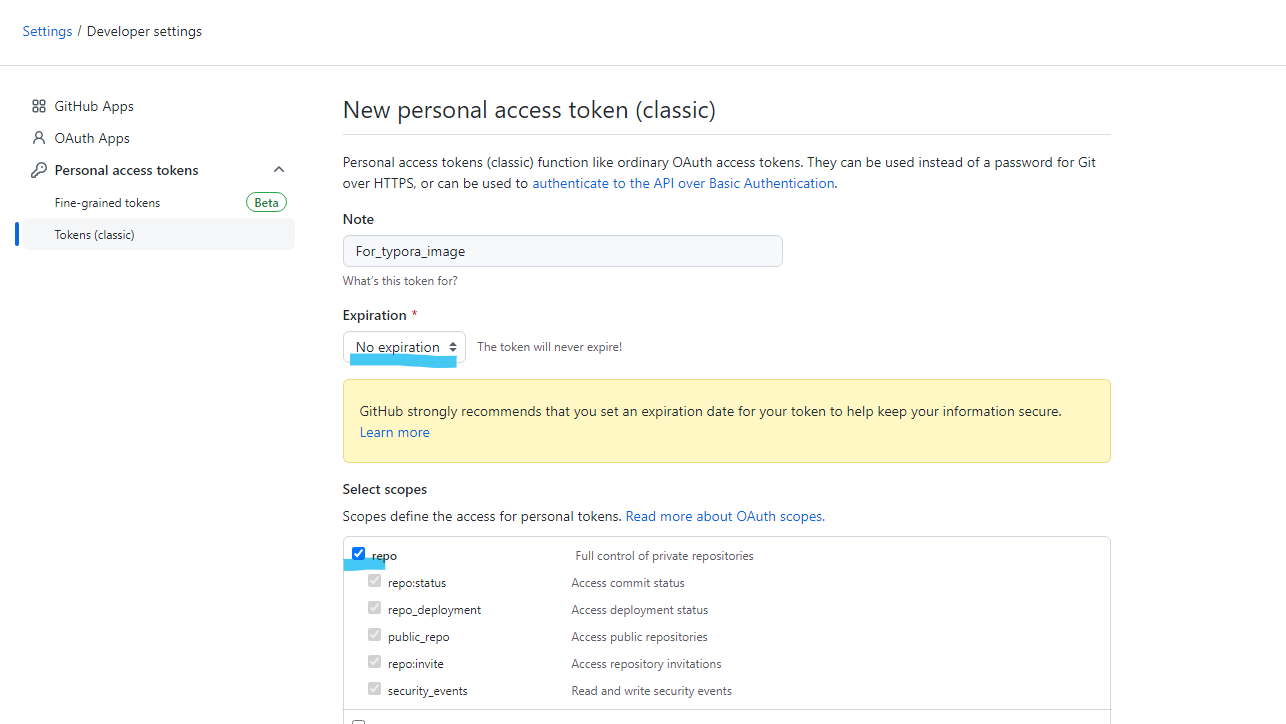 Settings / Developer settings
GitHub Apps
OAuth Apps
Personal access tokens
Fine-grained tokens Beta
Tokens (classic)
New personal access token (classic)
Personal access tokens (classic) function like ordinary OAuth access tokens. They can be used instead of a password for Git
over HTTPS, or can be used to authenticate to the API over Basic Authentication.
Note
For_typora_image
What's this token for?
Expiration *
No expiration The token will never expire!
GitHub strongly recommends that you set an expiration date for your token to help keep your information secure.
Learn more
Select scopes
Scopes define the access for personal tokens. Read more about OAuth scopes.
repo Full control of private repositories
repo:status Access commit status
repo_deployment Access deployment status
public_repo Access public repositories
repo:invite Access repository invitations
security_events Read and write security events